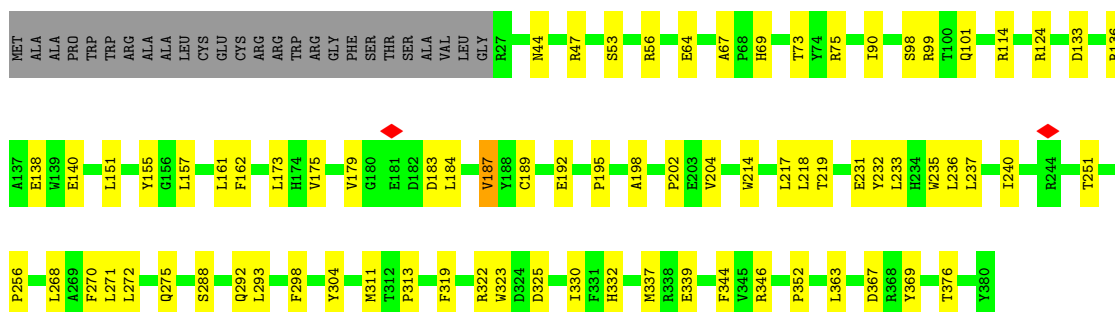 MET ALA ALA PRO TRP TRP ARG ALA ALA LEU CYS GLU CYS ARG ARG TRP ARG GLY PHE SER THR SER ALA VAL LEU GLY R27 N44 R47 S53 R56 E64 A67 P68 H69 T73 Y74 R75 I90 S98 R99 T100 Q101 R114 R124 D133 R136
A137 E138 W139 E140 L151 Y155 G156 L157 L161 F162 L173 H174 V175 V179 G180 E181 D182 D183 L184 V187 Y188 C189 E192 P195 A198 P202 E203 V204 W214 L217 L218 T219 E231 Y232 L233 H234 W235 L236 L237 I240 R244 T251
P256 L268 A269 F270 L271 L272 Q275 S288 Q292 L293 F298 Y304 M311 T312 P313 F319 R322 W323 D324 D325 I330 F331 H332 M337 R338 E339 F344 V345 R346 P352 L363 D367 R368 Y369 T376 Y380